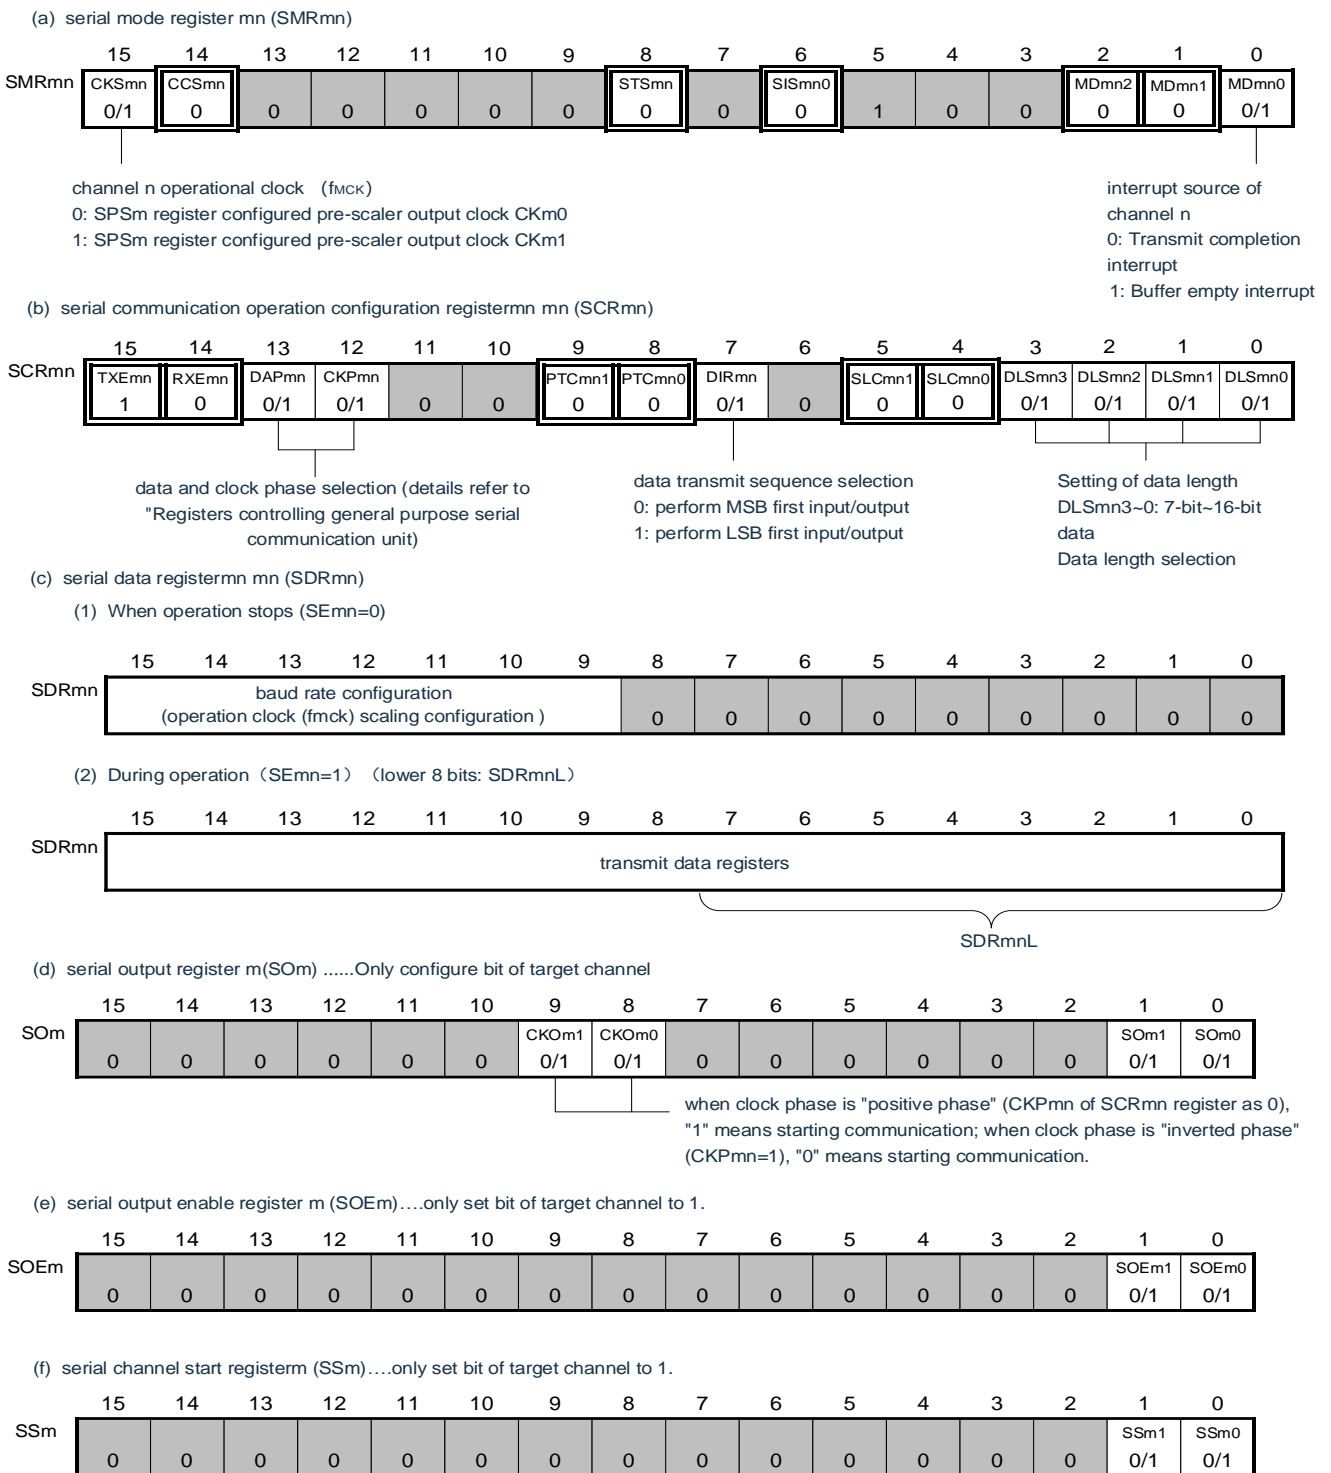 (a) serial mode register mn (SMRmn)
15 14 13 12 11 10 9 8 7 6 5 4 3 2 1 0
SMRmn CKSmn CCSmn STSmn SISmn0 MDmn2 MDmn1 MDmn0
0/1 0 0 0 0 0 0 0 0 0 1 0 0 0 0 0/1
channel n operational clock (fMCK)
0: SPSm register configured pre-scaler output clock CKm0
1: SPSm register configured pre-scaler output clock CKm1
interrupt source of
channel n
0: Transmit completion
interrupt
1: Buffer empty interrupt
(b) serial communication operation configuration registermn mn (SCRmn)
15 14 13 12 11 10 9 8 7 6 5 4 3 2 1 0
SCRmn TXEmn RXEmn DAPmn CKPmn PTCmn1 PTCmn0 DIRmn SLCmn1 SLCmn0 DLSmn3 DLSmn2 DLSmn1 DLSmn0
1 0 0/1 0/1 0 0 0 0 0/1 0 0 0 0/1 0/1 0/1 0/1
data and clock phase selection (details refer to
"Registers controlling general purpose serial
communication unit)
data transmit sequence selection
0: perform MSB first input/output
1: perform LSB first input/output
Setting of data length
DLSmn3~0: 7-bit~16-bit
data
Data length selection
(c) serial data registermn mn (SDRmn)
(1) When operation stops (SEmn=0)
15 14 13 12 11 10 9 8 7 6 5 4 3 2 1 0
SDRmn baud rate configuration
(operation clock (fmck) scaling configuration ) 0 0 0 0 0 0 0 0 0
(2) During operation（SEmn=1）（lower 8 bits: SDRmnL）
15 14 13 12 11 10 9 8 7 6 5 4 3 2 1 0
SDRmn transmit data registers
SDRmnL
(d) serial output register m(SOm) ......Only configure bit of target channel
15 14 13 12 11 10 9 8 7 6 5 4 3 2 1 0
SOm CKOm1 CKOm0 SOm1 SOm0
0 0 0 0 0 0 0/1 0/1 0 0 0 0 0 0 0/1 0/1
when clock phase is "positive phase" (CKPmn of SCRmn register as 0),
"1" means starting communication; when clock phase is "inverted phase"
(CKPmn=1), "0" means starting communication.
(e) serial output enable register m (SOEm)….only set bit of target channel to 1.
15 14 13 12 11 10 9 8 7 6 5 4 3 2 1 0
SOEm SOEm1 SOEm0
0 0 0 0 0 0 0 0 0 0 0 0 0 0 0/1 0/1
(f) serial channel start registerm (SSm)….only set bit of target channel to 1.
15 14 13 12 11 10 9 8 7 6 5 4 3 2 1 0
SSm SSm1 SSm0
0 0 0 0 0 0 0 0 0 0 0 0 0 0 0/1 0/1